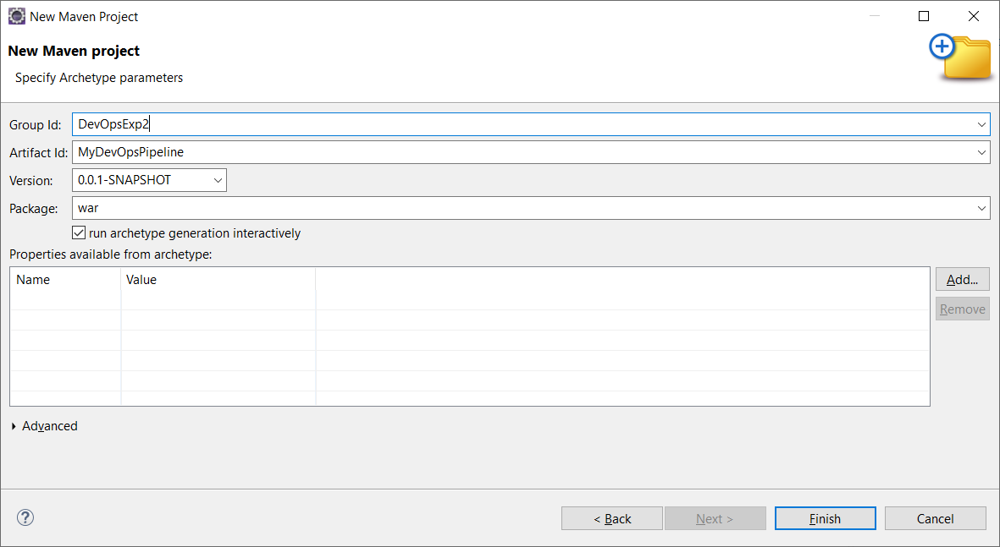 New Maven Project
New Maven project
Specify Archetype parameters
Group Id: DevOpsExp2
Artifact Id: MyDevOpsPipeline
Version: 0.0.1-SNAPSHOT
Package: war
run archetype generation interactively
Properties available from archetype:
Name Value
Add...
Remove
Advanced
? < Back Next > Finish Cancel